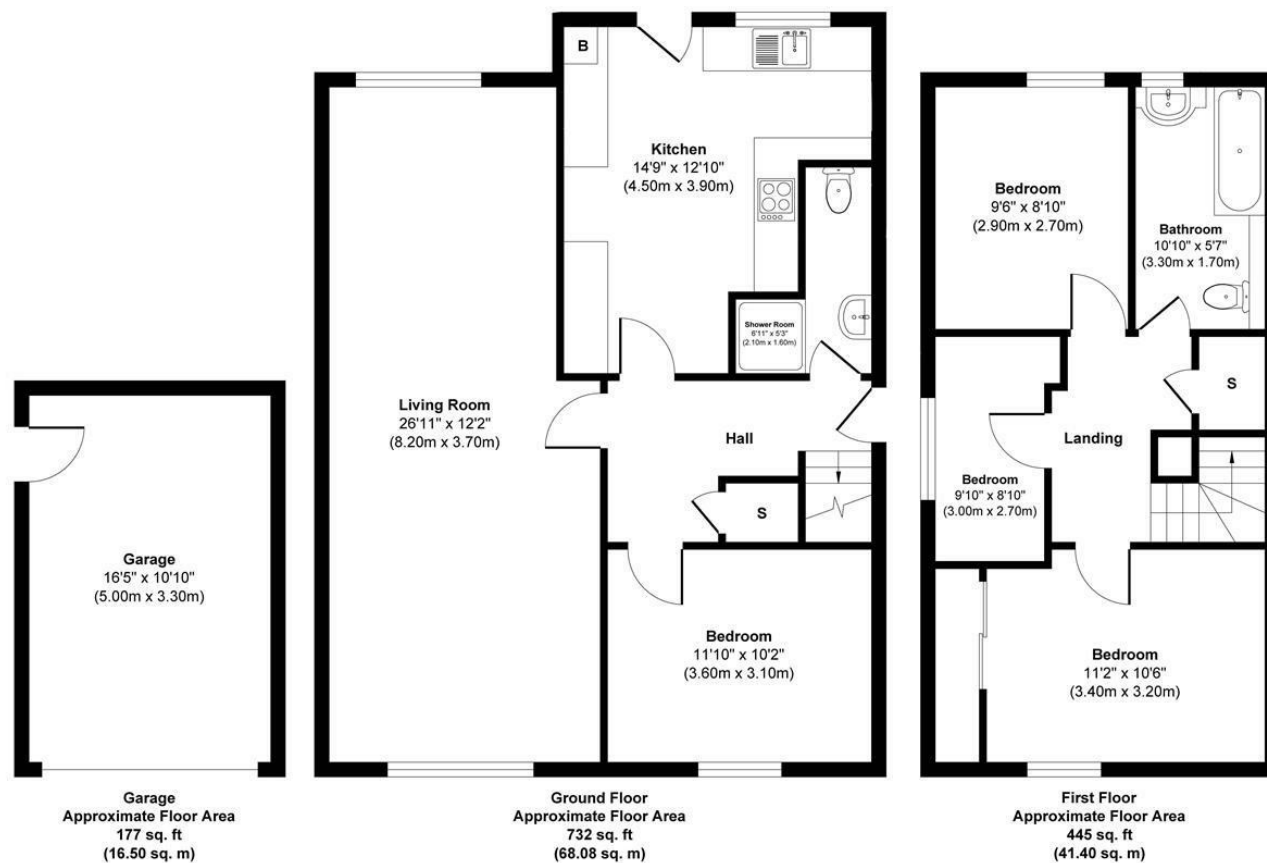 B
Kitchen
14'9" x 12'10"
(4.50m x 3.90m)
Shower Room
6'11" x 5'3"
(2.10m x 1.60m)
Living Room
26'11" x 12'2"
(8.20m x 3.70m)
Hall
S
Bedroom
11'10" x 10'2"
(3.60m x 3.10m)
Garage
16'5" x 10'10"
(5.00m x 3.30m)
Bedroom
9'6" x 8'10"
(2.90m x 2.70m)
Bathroom
10'10" x 5'7"
(3.30m x 1.70m)
S
Landing
Bedroom
9'10" x 8'10"
(3.00m x 2.70m)
Bedroom
11'2" x 10'6"
(3.40m x 3.20m)
Garage
Approximate Floor Area
177 sq. ft
(16.50 sq. m)
Ground Floor
Approximate Floor Area
732 sq. ft
(68.08 sq. m)
First Floor
Approximate Floor Area
445 sq. ft
(41.40 sq. m)